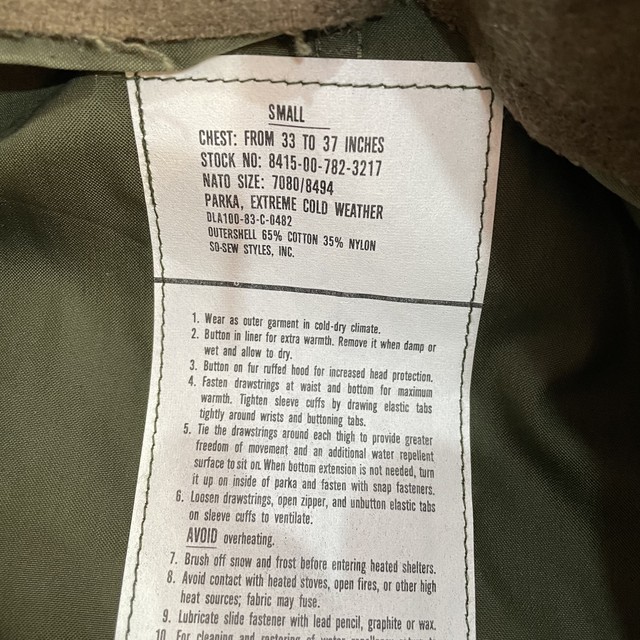 SMALL
CHEST: FROM 33 TO 37 INCHES
STOCK NO: 8415-00-782-3217
NATO SIZE: 7080/8494
PARKA, EXTREME COLD WEATHER
DLA100-83-C-0482
OUTERSHELL 65% COTTON 35% NYLON
SO-SEW STYLES, INC.
1. Wear as outer garment in cold-dry climate.
2. Button in liner for extra warmth. Remove it when damp or
wet and allow to dry.
3. Button on fur ruffed hood for increased head protection.
4. Fasten drawstrings at waist and bottom for maximum
warmth. Tighten sleeve cuffs by drawing elastic tabs
tightly around wrists and buttoning tabs.
5. Tie the drawstrings around each thigh to provide greater
freedom of movement and an additional water repellent
surface to sit on. When bottom extension is not needed, turn
it up on inside of parka and fasten with snap fasteners.
6. Loosen drawstrings, open zipper, and unbutton elastic tabs
on sleeve cuffs to ventilate.
AVOID overheating.
7. Brush off snow and frost before entering heated shelters.
8. Avoid contact with heated stoves, open fires, or other high
heat sources; fabric may fuse.
9. Lubricate slide fastener with lead pencil, graphite or wax.
10. For cleaning and restoring of water